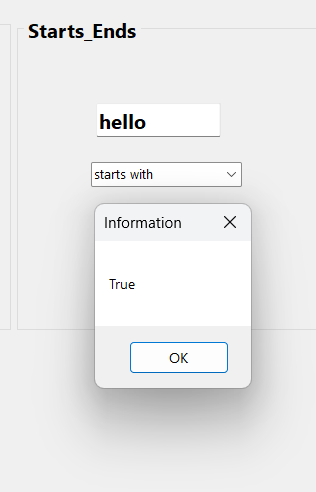 Starts_Ends
hello
starts with
Information
True
OK